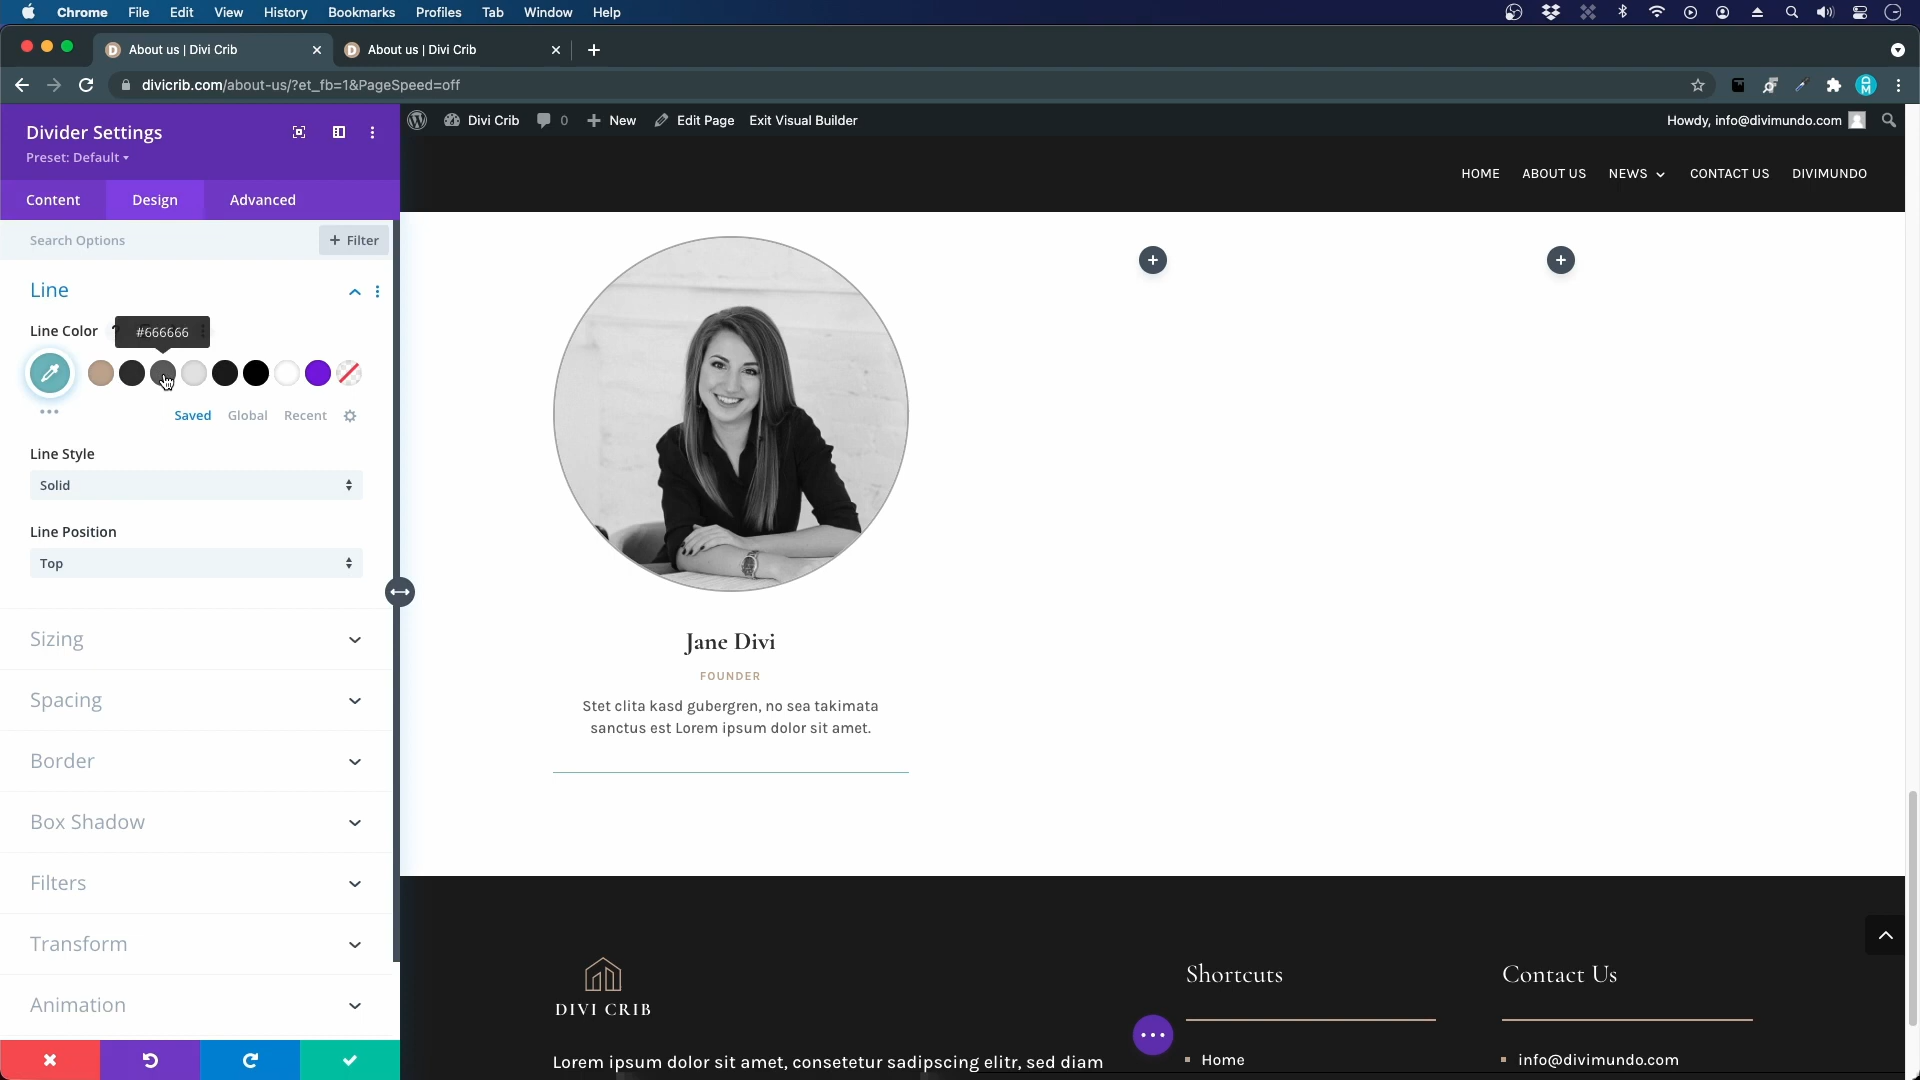 Chrome File Edit View History Bookmarks Profiles Tab Window Help
About us | Divi Crib
About us | Divi Crib
divicrib.com/about-us/?et_fb=1&PageSpeed=off
Divider Settings
Preset: Default
Divi Crib 0 New Edit Page Exit Visual Builder
Howdy, info@divimundo.com
HOME ABOUT US NEWS CONTACT US DIVIMUNDO
Content Design Advanced
Search Options
+ Filter
Line
Line Color ?
#666666
Saved Global Recent
Line Style
Solid
Line Position
Top
Sizing
Spacing
Border
Box Shadow
Filters
Transform
Animation
Jane Divi
FOUNDER
Stet clita kasd gubergren, no sea takimata
sanctus est Lorem ipsum dolor sit amet.
DIVI CRIB
Lorem ipsum dolor sit amet, consetetur sadipscing elitr, sed diam
Shortcuts
Home
Contact Us
info@divimundo.com